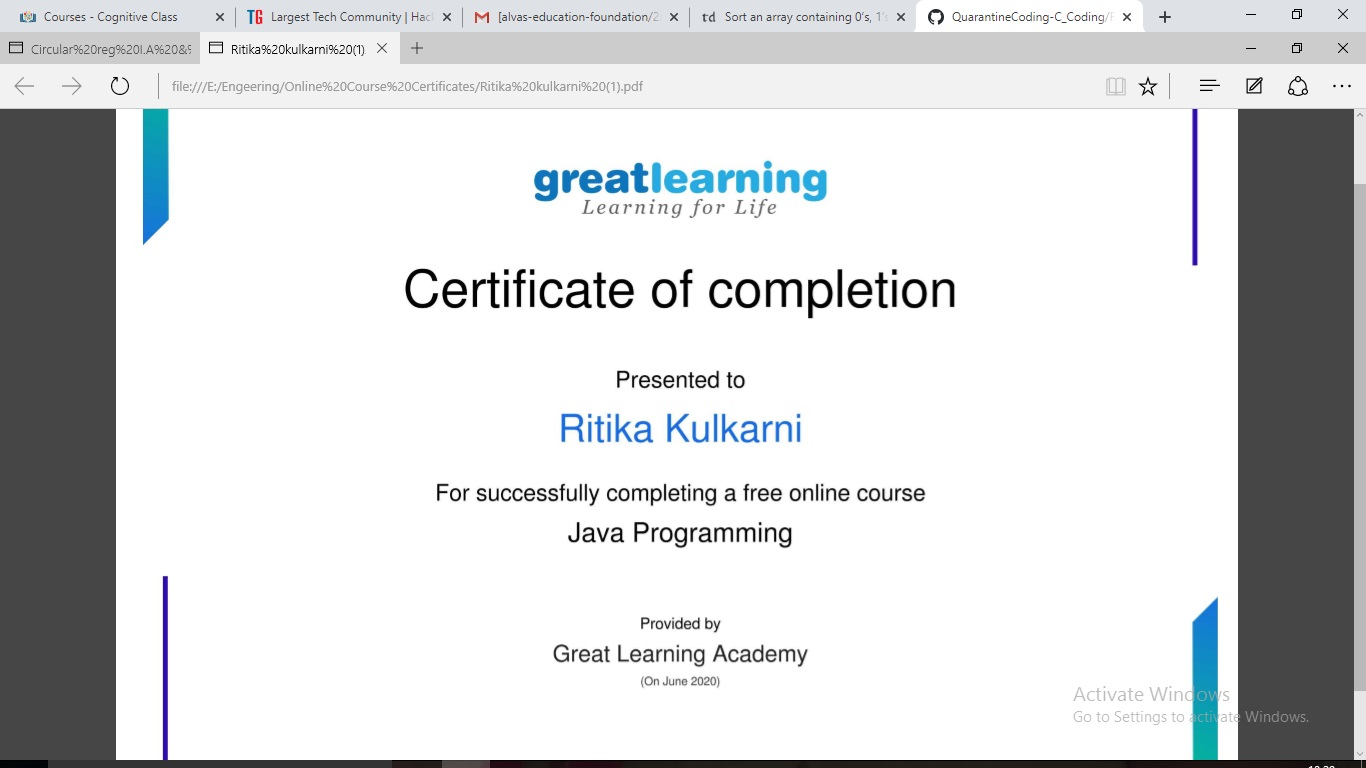 Courses - Cognitive Class
TG Largest Tech Community | Hac
[alvas-education-foundation/2
td Sort an array containing 0's, 1's
QuarantineCoding-C_Coding/
Circular%20reg%20I.A%20&
Ritika%20kulkarni%20(1)
file:///E:/Engeering/Online%20Course%20Certificates/Ritika%20kulkarni%20(1).pdf
greatlearning
Learning for Life
Certificate of completion
Presented to
Ritika Kulkarni
For successfully completing a free online course
Java Programming
Provided by
Great Learning Academy
(On June 2020)
Activate Windows
Go to Settings to activate Windows.